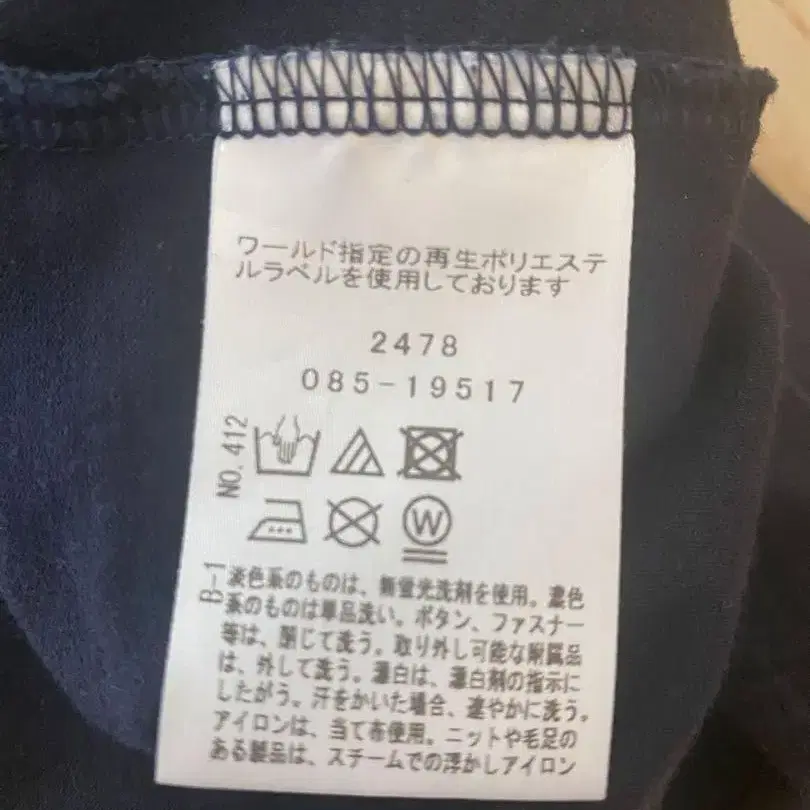 ワールド指定の再生ポリエステ
ルラベルを使用しております
2478
085-19517
NO.412
W
B-1
淡色系のものは、無蛍光洗剤を使用。濃色
系のものは単品洗い。ボタン、ファスナー
等は、閉じて洗う。取り外し可能な附属品
は、外して洗う。漂白は、漂白剤の指示に
したがう。汗をかいた場合、速やかに洗う。
アイロンは、当て布使用。ニットや毛足の
ある製品は、スチームでの浮かしアイロン